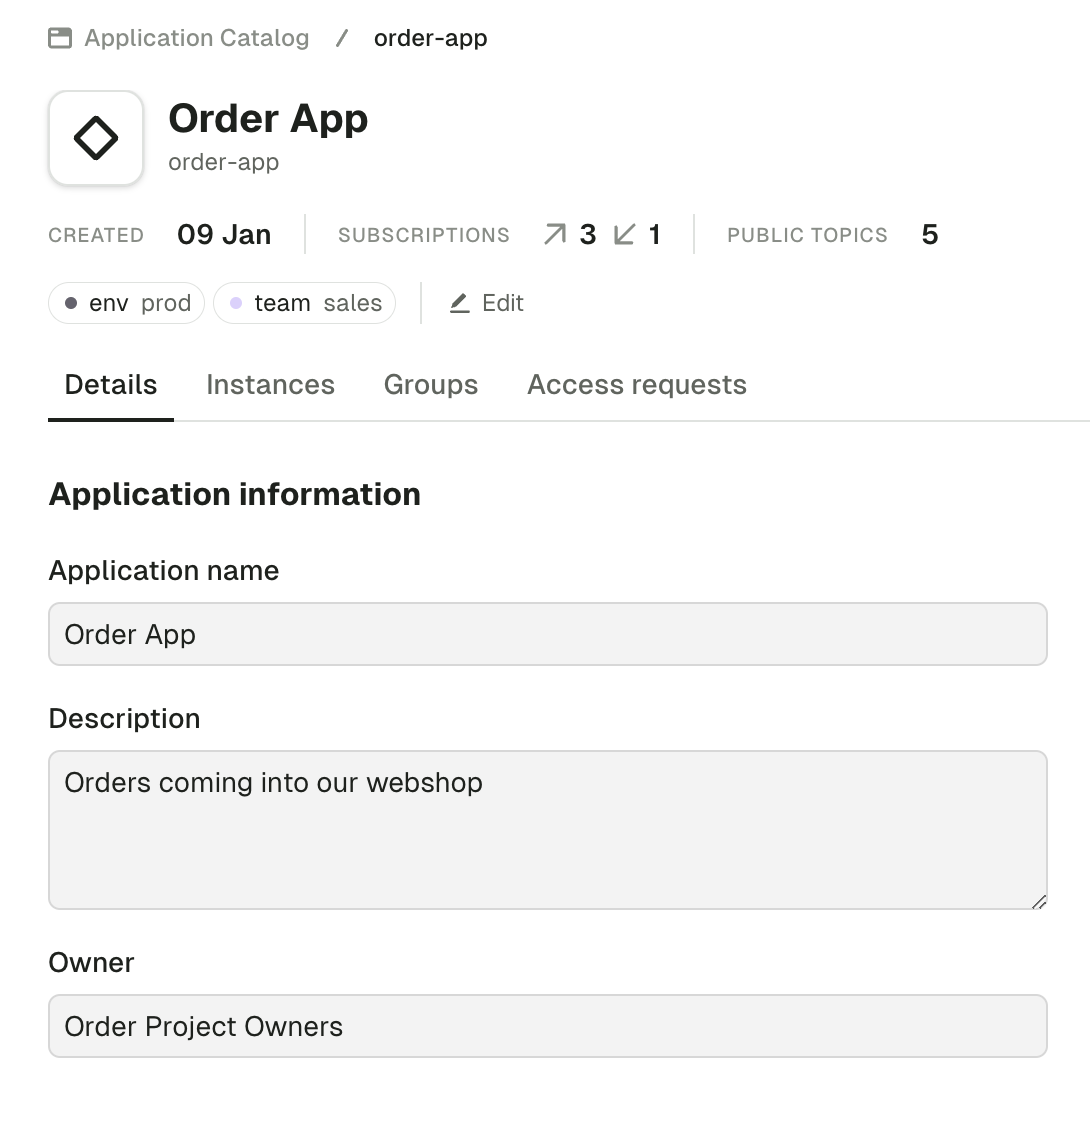 Application Catalog / order-app
Order App
order-app
CREATED 09 Jan SUBSCRIPTIONS 3 1 PUBLIC TOPICS 5
env prod team sales Edit
Details Instances Groups Access requests
Application information
Application name
Order App
Description
Orders coming into our webshop
Owner
Order Project Owners